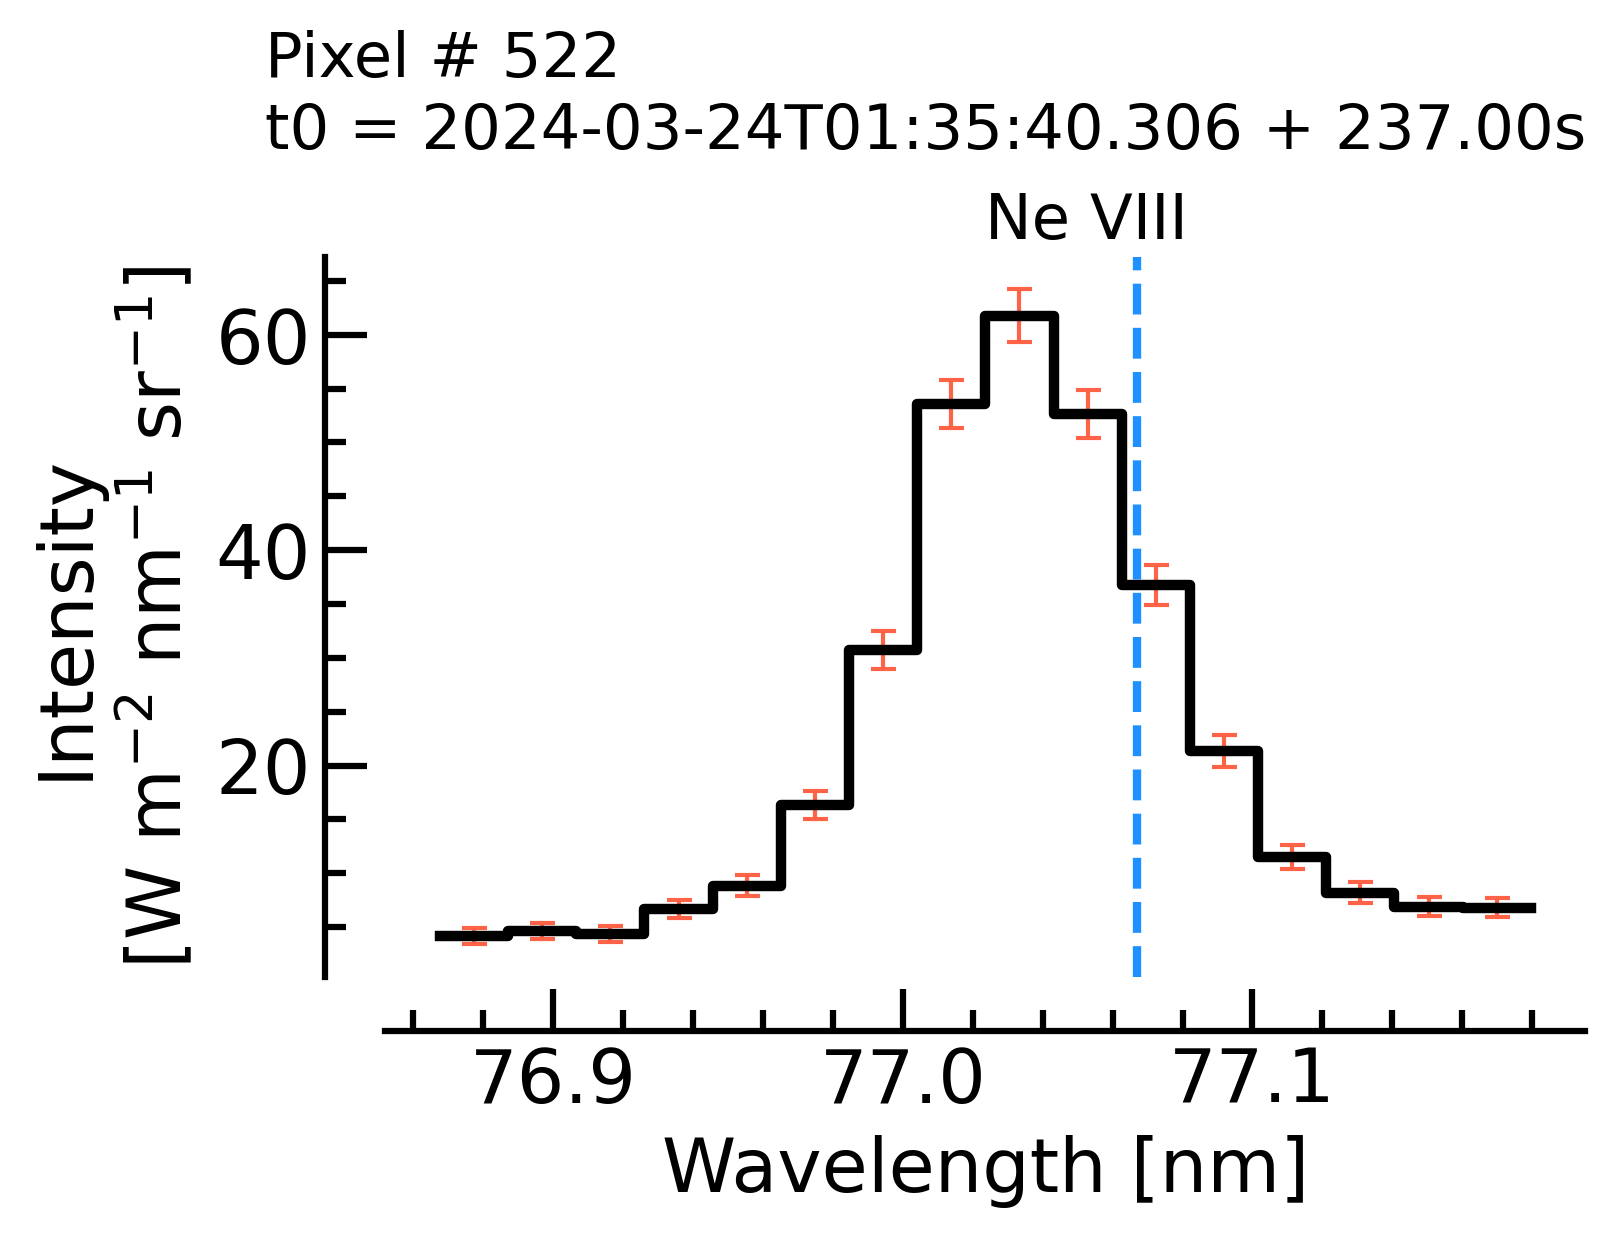 Pixel # 522
t0 = 2024-03-24T01:35:40.306 + 237.00s
Ne VIII
Intensity
[W m⁻² nm⁻¹ sr⁻¹]
60
40
20
76.9 77.0 77.1
Wavelength [nm]